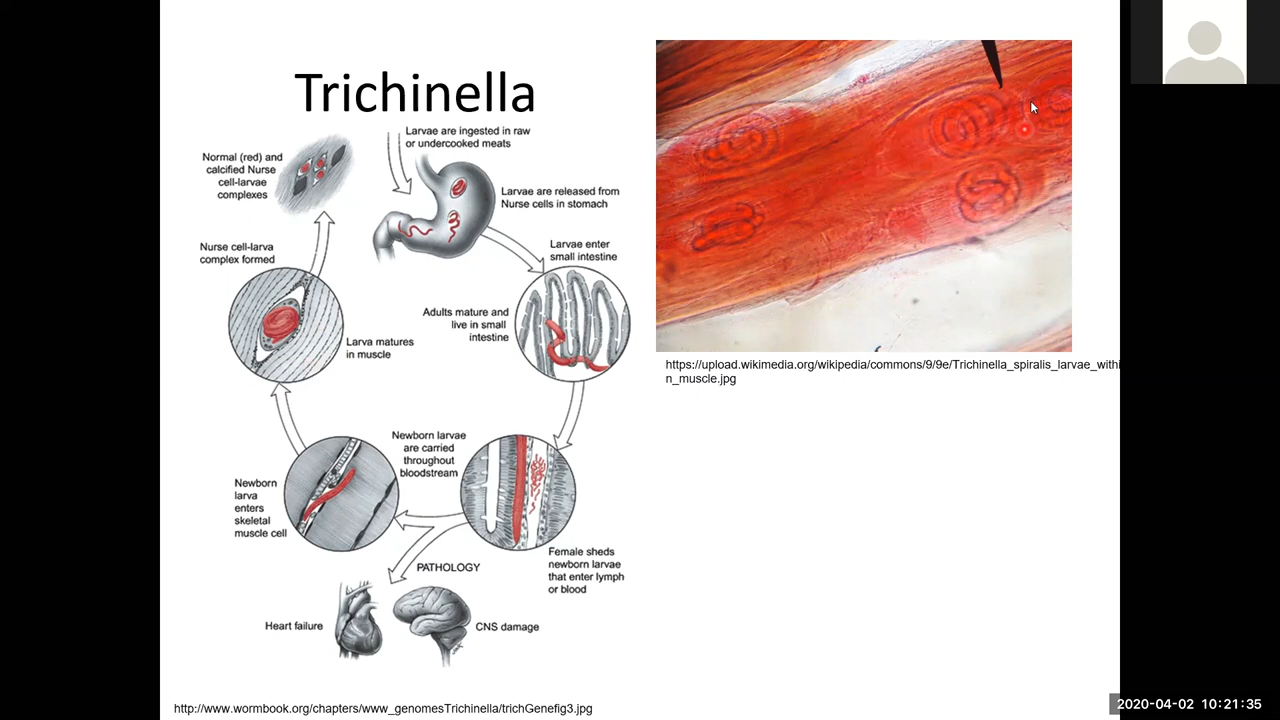 Trichinella
Larvae are ingested in raw
or undercooked meats
Normal (red) and
calcified Nurse
cell-larvae
complexes
Larvae are released from
Nurse cells in stomach
Nurse cell-larva
complex formed
Larvae enter
small intestine
Adults mature and
live in small
intestine
Larva matures
in muscle
Newborn larvae
are carried
throughout
bloodstream
Newborn
larva
enters
skeletal
muscle cell
Female sheds
newborn larvae
that enter lymph
or blood
PATHOLOGY
Heart failure
CNS damage
https://upload.wikimedia.org/wikipedia/commons/9/9e/Trichinella_spiralis_larvae_withi
n_muscle.jpg
http://www.wormbook.org/chapters/www_genomesTrichinella/trichGenefig3.jpg
2020-04-02 10:21:35